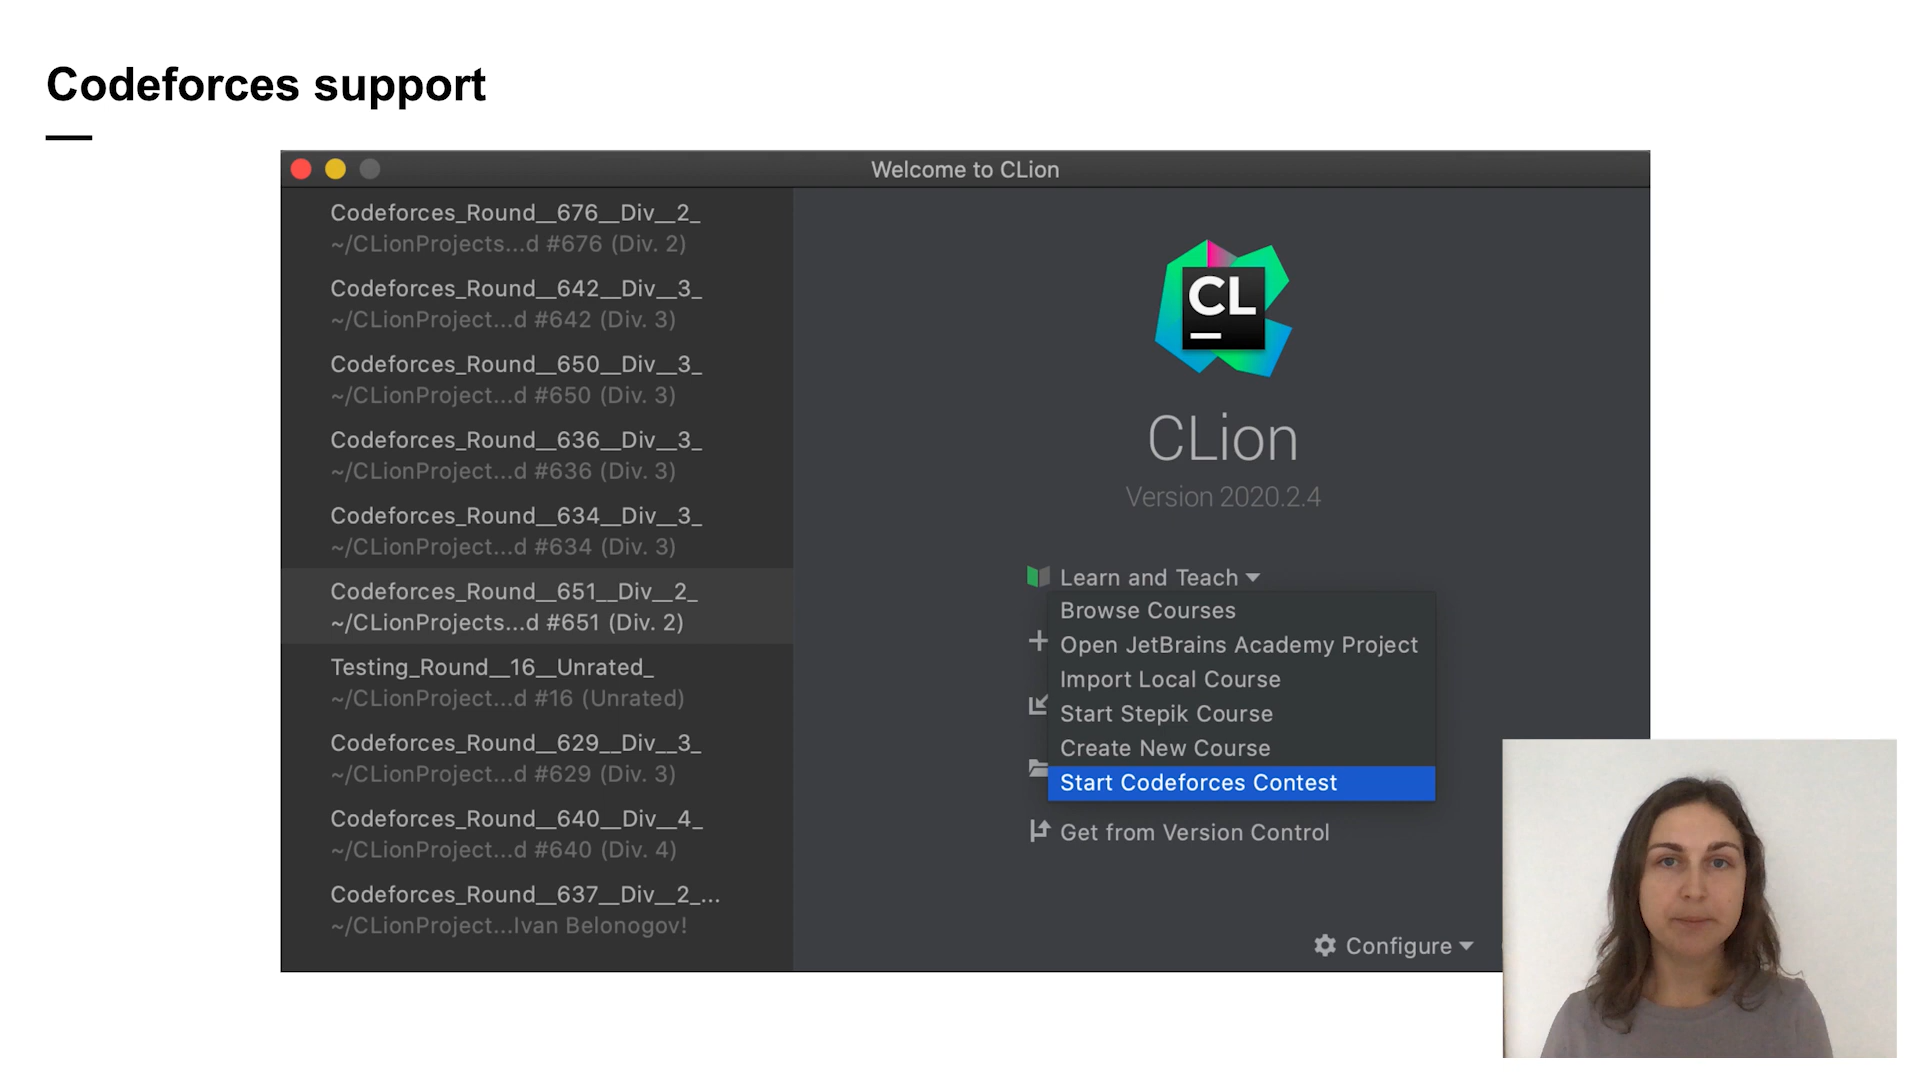 Codeforces support
Welcome to CLion
Codeforces_Round__676__Div__2_
~/CLionProjects...d #676 (Div. 2)
Codeforces_Round__642__Div__3_
~/CLionProject...d #642 (Div. 3)
Codeforces_Round__650__Div__3_
~/CLionProject...d #650 (Div. 3)
Codeforces_Round__636__Div__3_
~/CLionProject...d #636 (Div. 3)
Codeforces_Round__634__Div__3_
~/CLionProject...d #634 (Div. 3)
Codeforces_Round__651__Div__2_
~/CLionProjects...d #651 (Div. 2)
Testing_Round__16__Unrated_
~/CLionProject...d #16 (Unrated)
Codeforces_Round__629__Div__3_
~/CLionProject...d #629 (Div. 3)
Codeforces_Round__640__Div__4_
~/CLionProject...d #640 (Div. 4)
Codeforces_Round__637__Div__2_...
~/CLionProject...Ivan Belonogov!
CL
CLion
Version 2020.2.4
Learn and Teach
Browse Courses
Open JetBrains Academy Project
Import Local Course
Start Stepik Course
Create New Course
Start Codeforces Contest
Get from Version Control
Configure